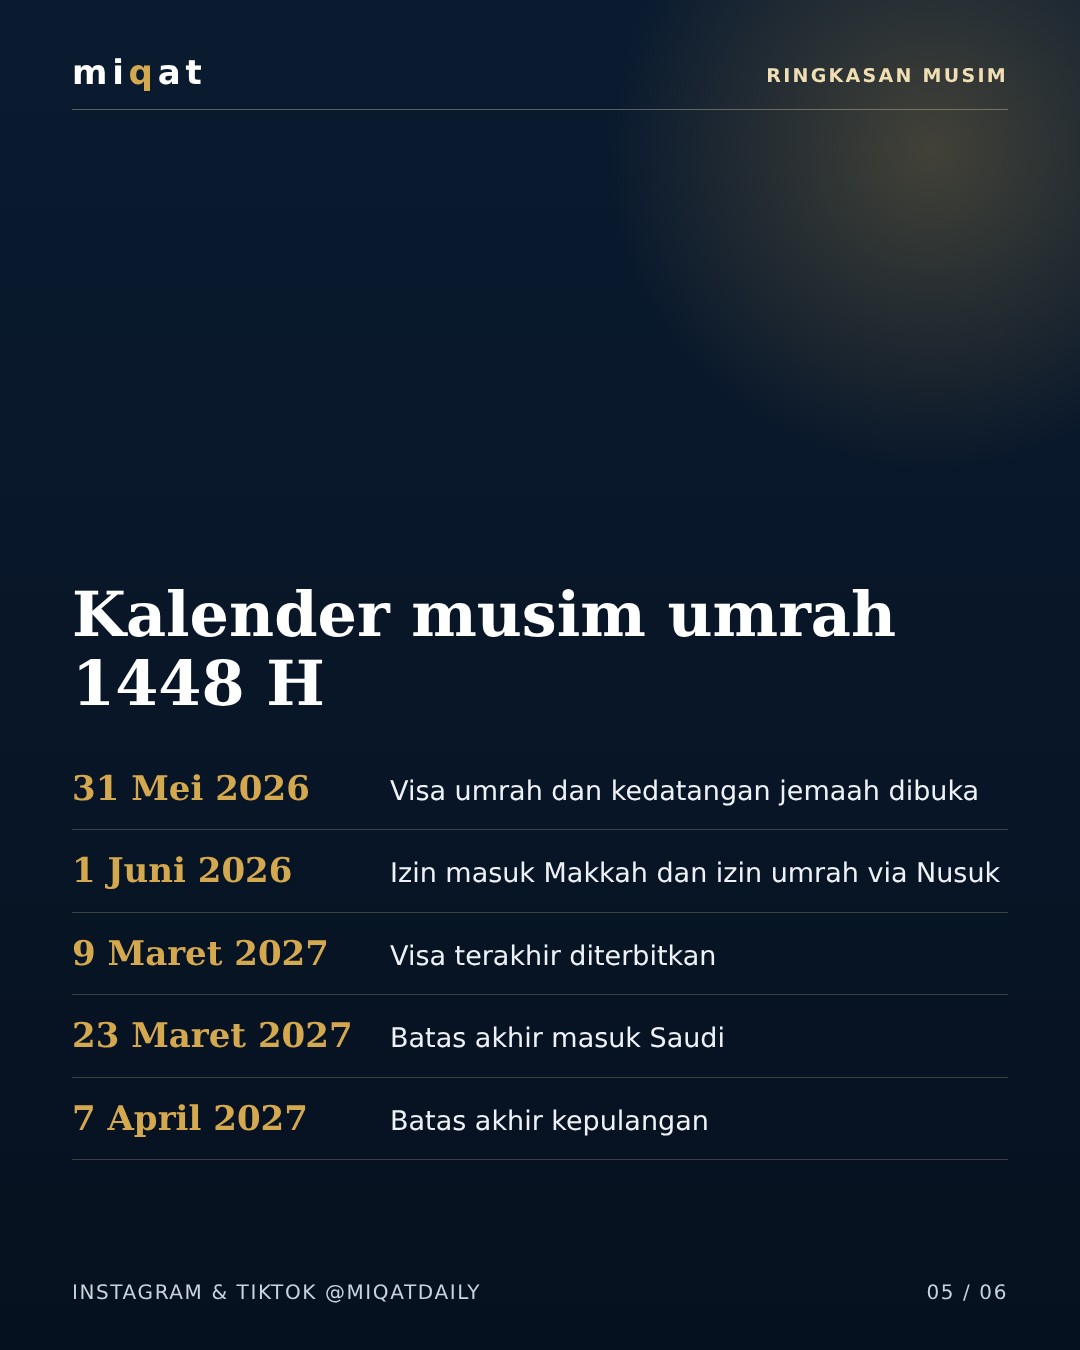 miqat
RINGKASAN MUSIM
Kalender musim umrah
1448 H
31 Mei 2026 Visa umrah dan kedatangan jemaah dibuka
1 Juni 2026 Izin masuk Makkah dan izin umrah via Nusuk
9 Maret 2027 Visa terakhir diterbitkan
23 Maret 2027 Batas akhir masuk Saudi
7 April 2027 Batas akhir kepulangan
INSTAGRAM & TIKTOK @MIQATDAILY
05 / 06